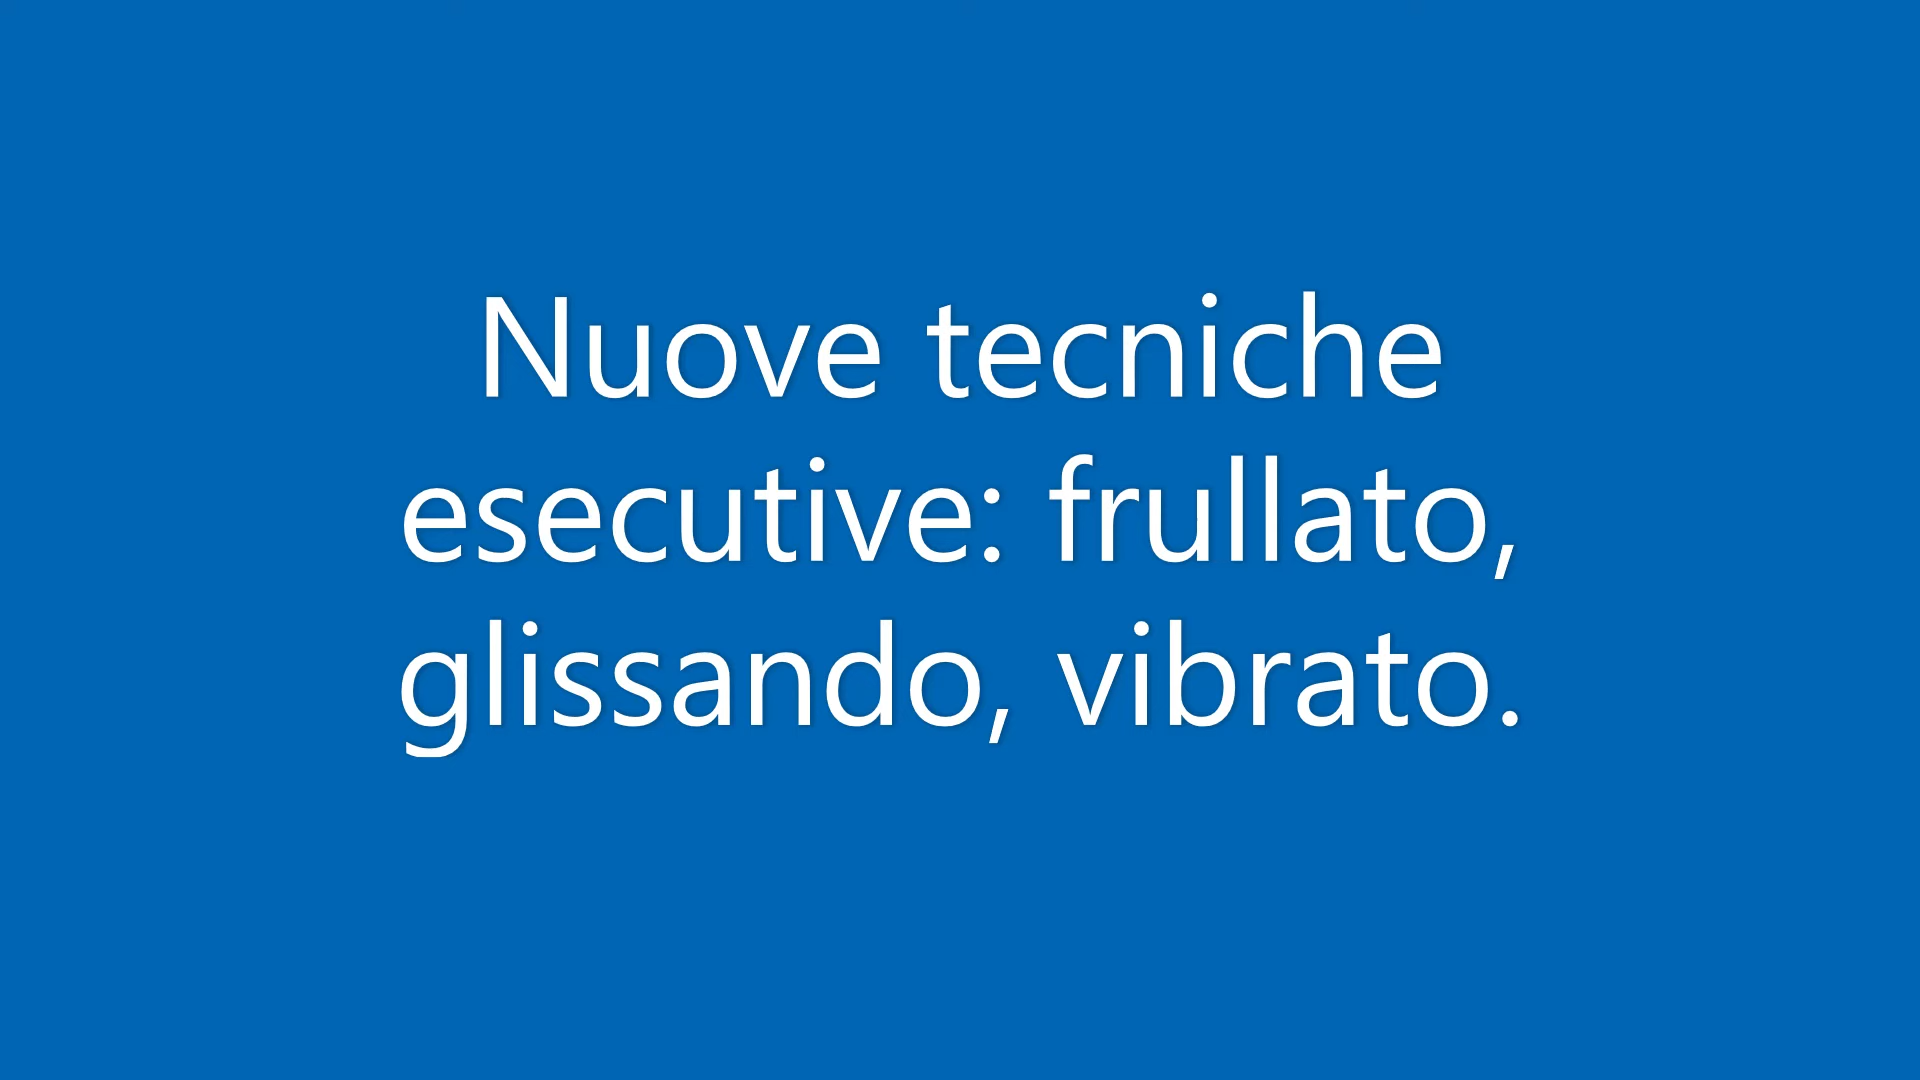 Nuove tecniche
esecutive: frullato,
glissando, vibrato.